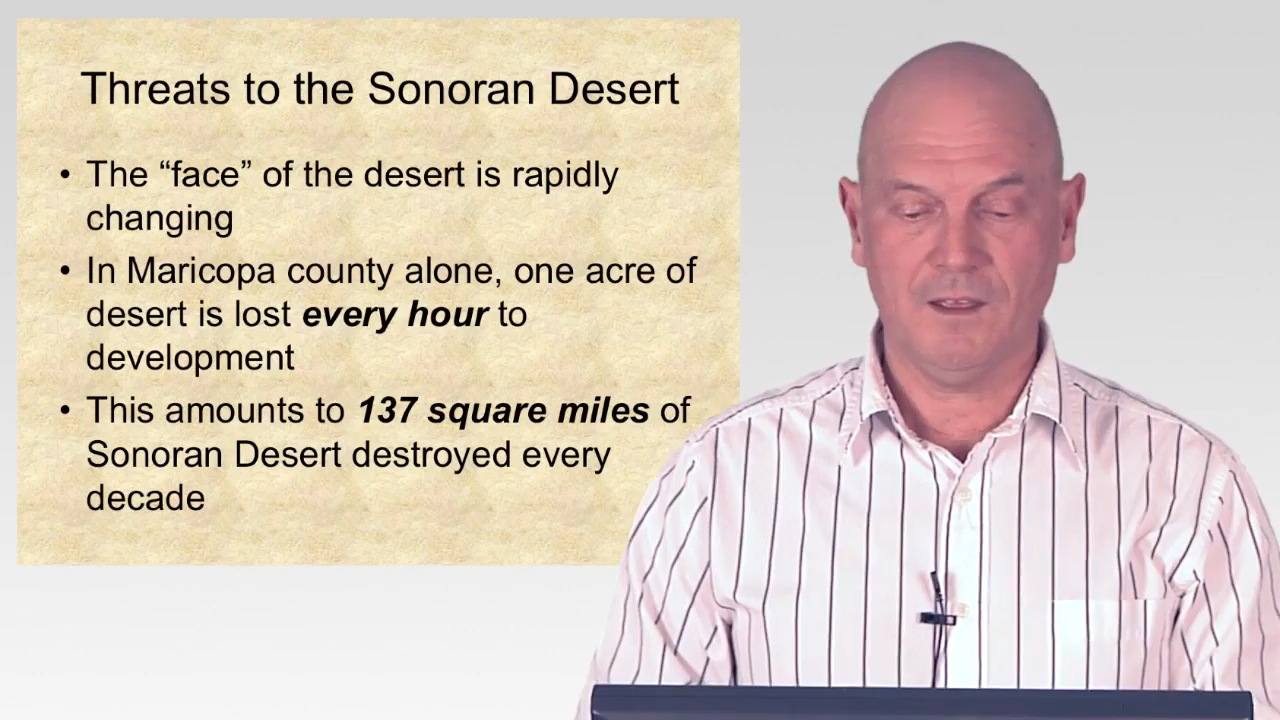 Threats to the Sonoran Desert
• The “face” of the desert is rapidly
changing
• In Maricopa county alone, one acre of
desert is lost every hour to
development
• This amounts to 137 square miles of
Sonoran Desert destroyed every
decade